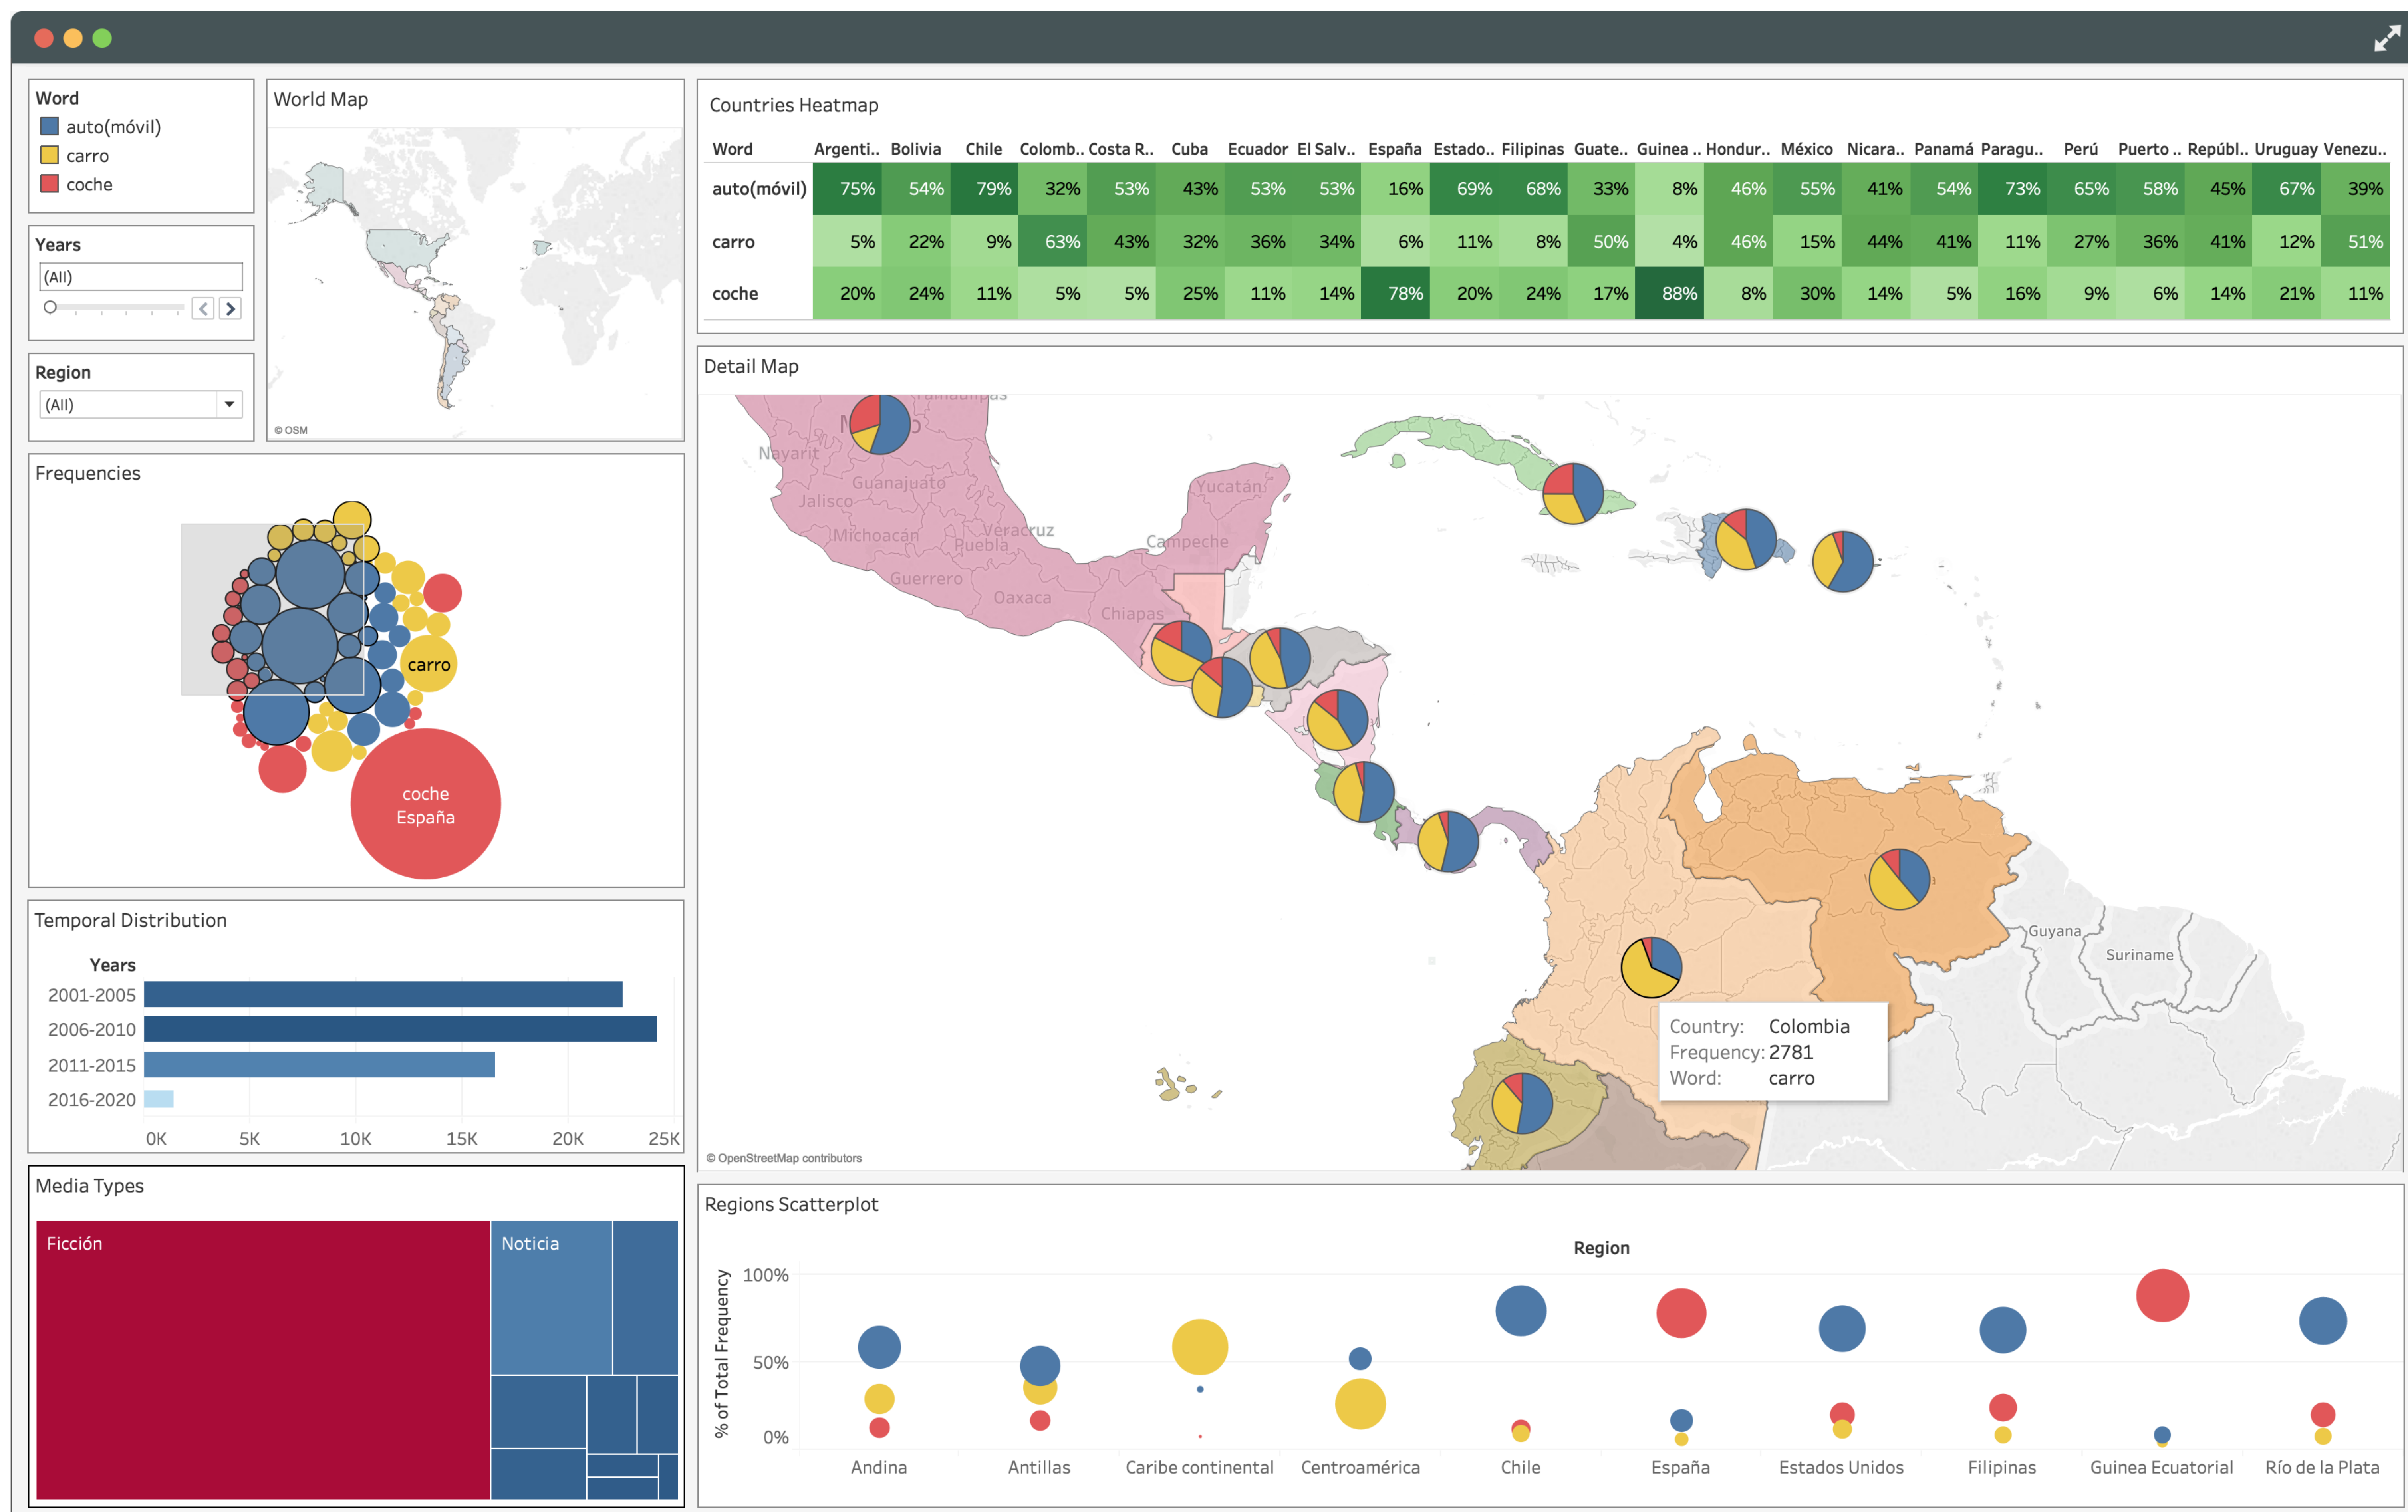 Word
auto(móvil)
carro
coche
Years
(All)
Region
(All)
World Map
© OSM
Countries Heatmap
Word Argenti.. Bolivia Chile Colomb.. Costa R.. Cuba Ecuador El Salv.. España Estado.. Filipinas Guate.. Guinea .. Hondur.. México Nicara.. Panamá Paragu.. Perú Puerto .. Repúbl.. Uruguay Venezu..
auto(móvil) 75% 54% 79% 32% 53% 43% 53% 53% 16% 69% 68% 33% 8% 46% 55% 41% 54% 73% 65% 58% 45% 67% 39%
carro 5% 22% 9% 63% 43% 32% 36% 34% 6% 11% 8% 50% 4% 46% 15% 44% 41% 11% 27% 36% 41% 12% 51%
coche 20% 24% 11% 5% 5% 25% 11% 14% 78% 20% 24% 17% 88% 8% 30% 14% 5% 16% 9% 6% 14% 21% 11%
Frequencies
carro
coche
España
Temporal Distribution
Years
2001-2005
2006-2010
2011-2015
2016-2020
0K 5K 10K 15K 20K 25K
Media Types
Ficción
Noticia
Detail Map
Nayarit
Guanajuato
Jalisco
Yucatán
Michoacán
Veracruz
Puebla
Campeche
Guerrero
Oaxaca
Chiapas
Guyana
Suriname
Country: Colombia
Frequency: 2781
Word: carro
© OpenStreetMap contributors
Regions Scatterplot
Region
% of Total Frequency
100%
50%
0%
Andina Antillas Caribe continental Centroamérica Chile España Estados Unidos Filipinas Guinea Ecuatorial Río de la Plata